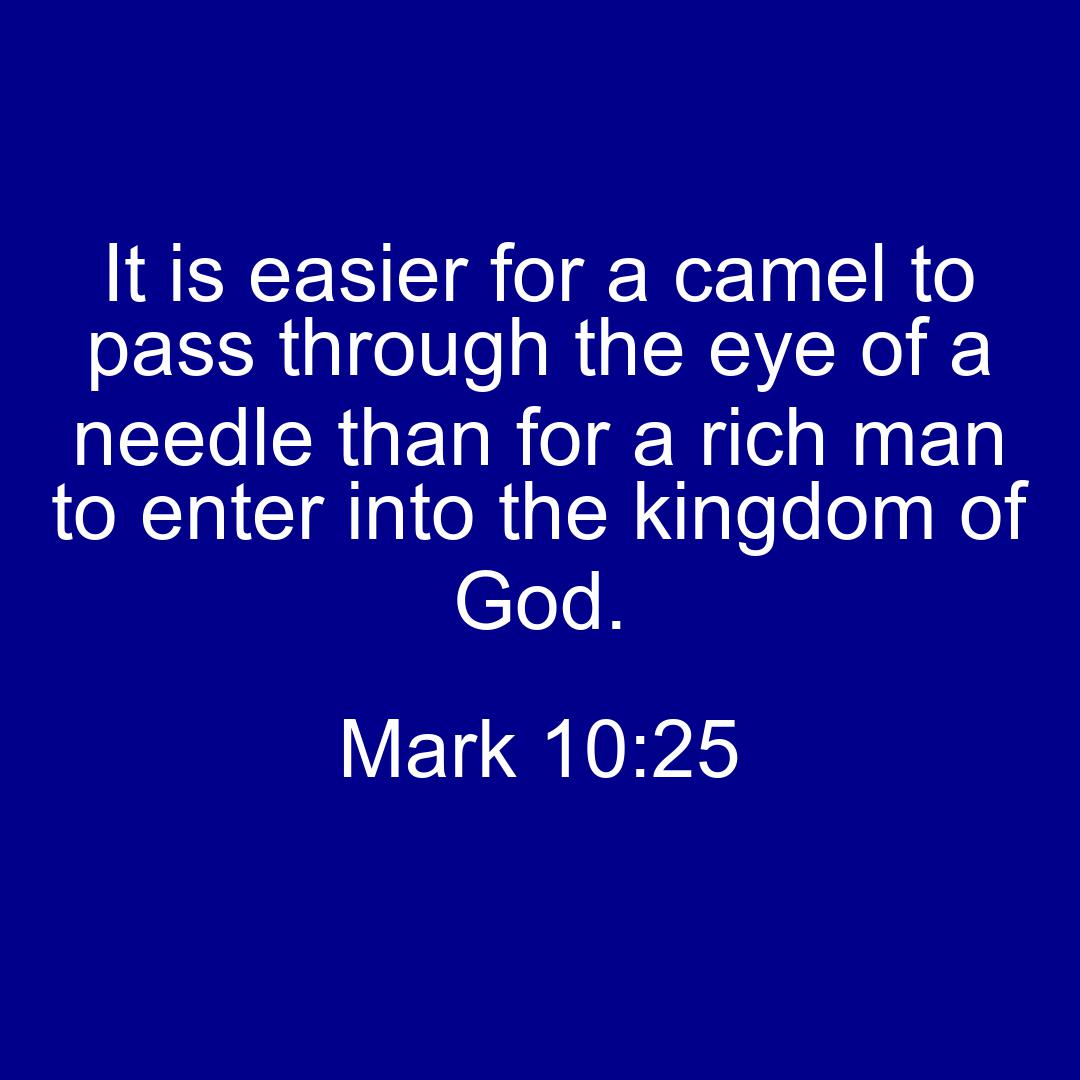 It is easier for a camel to
pass through the eye of a
needle than for a rich man
to enter into the kingdom of
God.
Mark 10:25